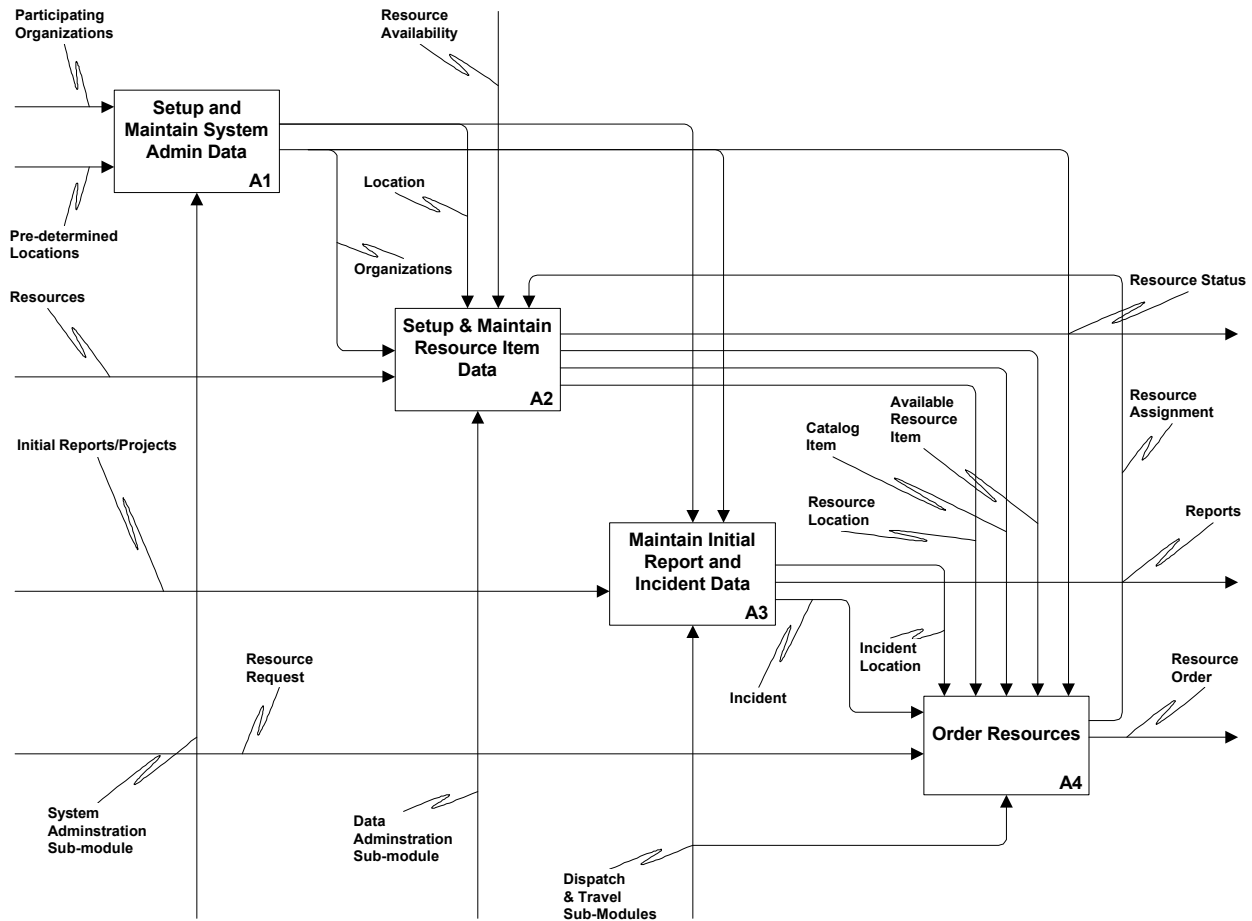 Participating
Organizations
Resource
Availability
Setup and
Maintain System
Admin Data
A1
Location
Pre-determined
Locations
Organizations
Resource Status
Resources
Setup & Maintain
Resource Item
Data
A2
Resource
Assignment
Available
Resource
Item
Catalog
Item
Initial Reports/Projects
Resource
Location
Reports
Maintain Initial
Report and
Incident Data
A3
Resource
Request
Incident
Location
Resource
Order
Incident
Order Resources
A4
System
Adminstration
Sub-module
Data
Adminstration
Sub-module
Dispatch
& Travel
Sub-Modules